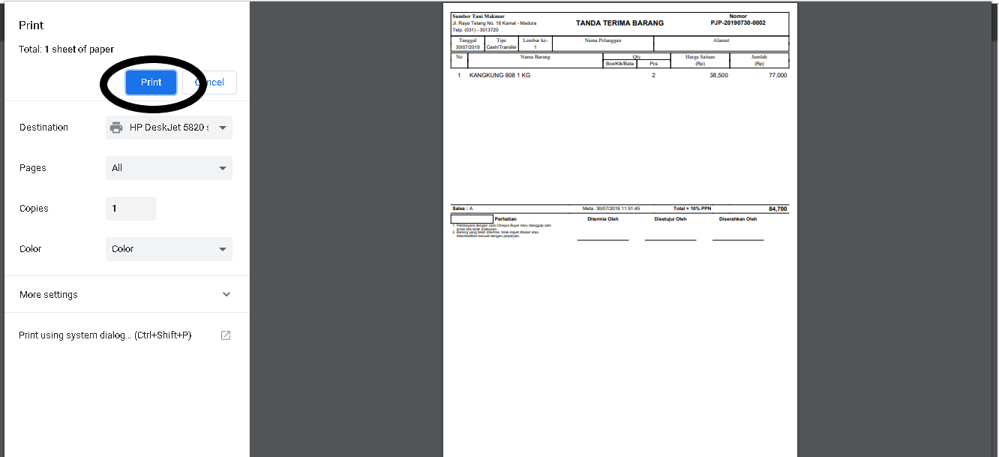 Print
Total: 1 sheet of paper
Print
Cancel
Destination
HP DeskJet 5820 s
Pages
All
Copies
1
Color
Color
More settings
Print using system dialog... (Ctrl+Shift+P)
Sumber Tani Makmur
Jl. Raya Telang No. 16 Kamal - Madura
Telp. (031) - 3013720
TANDA TERIMA BARANG
Nomor
PJP-20190730-0002
Tanggal
30/07/2019
Tipe
Cash/Transfer
Lembar ke-
1
Nama Pelanggan
Alamat
No
Nama Barang
Qty
Box/Ktk/Bata
Pcs
Harga Satuan
(Rp)
Jumlah
(Rp)
1 KANGKUNG 808 1 KG 2 38,500 77,000
Sales : A
Meta. 30/07/2019 11:51:45
Total + 10% PPN
84,700
Perhatian
1. Pembayara dengan cara Cheque Buyer baru dianggap sah/
lunas bila telah dilakukan.
2. Barang yang telah diterima, tidak dapat ditukar atau
dikembalikan kecuali dengan perjanjian.
Ditermia Oleh
Disetujui Oleh
Diserahkan Oleh